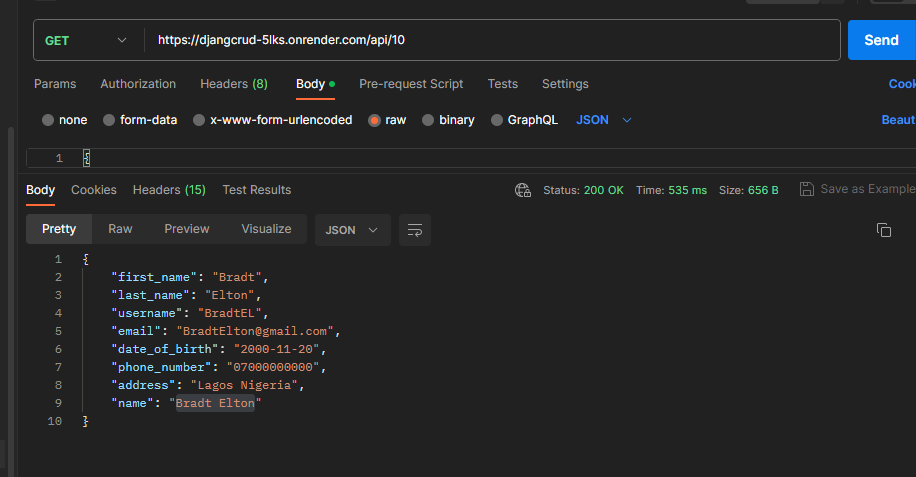 GET https://djangcrud-5lks.onrender.com/api/10 Send
Params Authorization Headers (8) Body Pre-request Script Tests Settings Cook
none form-data x-www-form-urlencoded raw binary GraphQL JSON Beaut
1 {
Body Cookies Headers (15) Test Results Status: 200 OK Time: 535 ms Size: 656 B Save as Example
Pretty Raw Preview Visualize JSON
1 {
2 "first_name": "Bradt",
3 "last_name": "Elton",
4 "username": "BradtEL",
5 "email": "BradtElton@gmail.com",
6 "date_of_birth": "2000-11-20",
7 "phone_number": "07000000000",
8 "address": "Lagos Nigeria",
9 "name": "Bradt Elton"
10 }